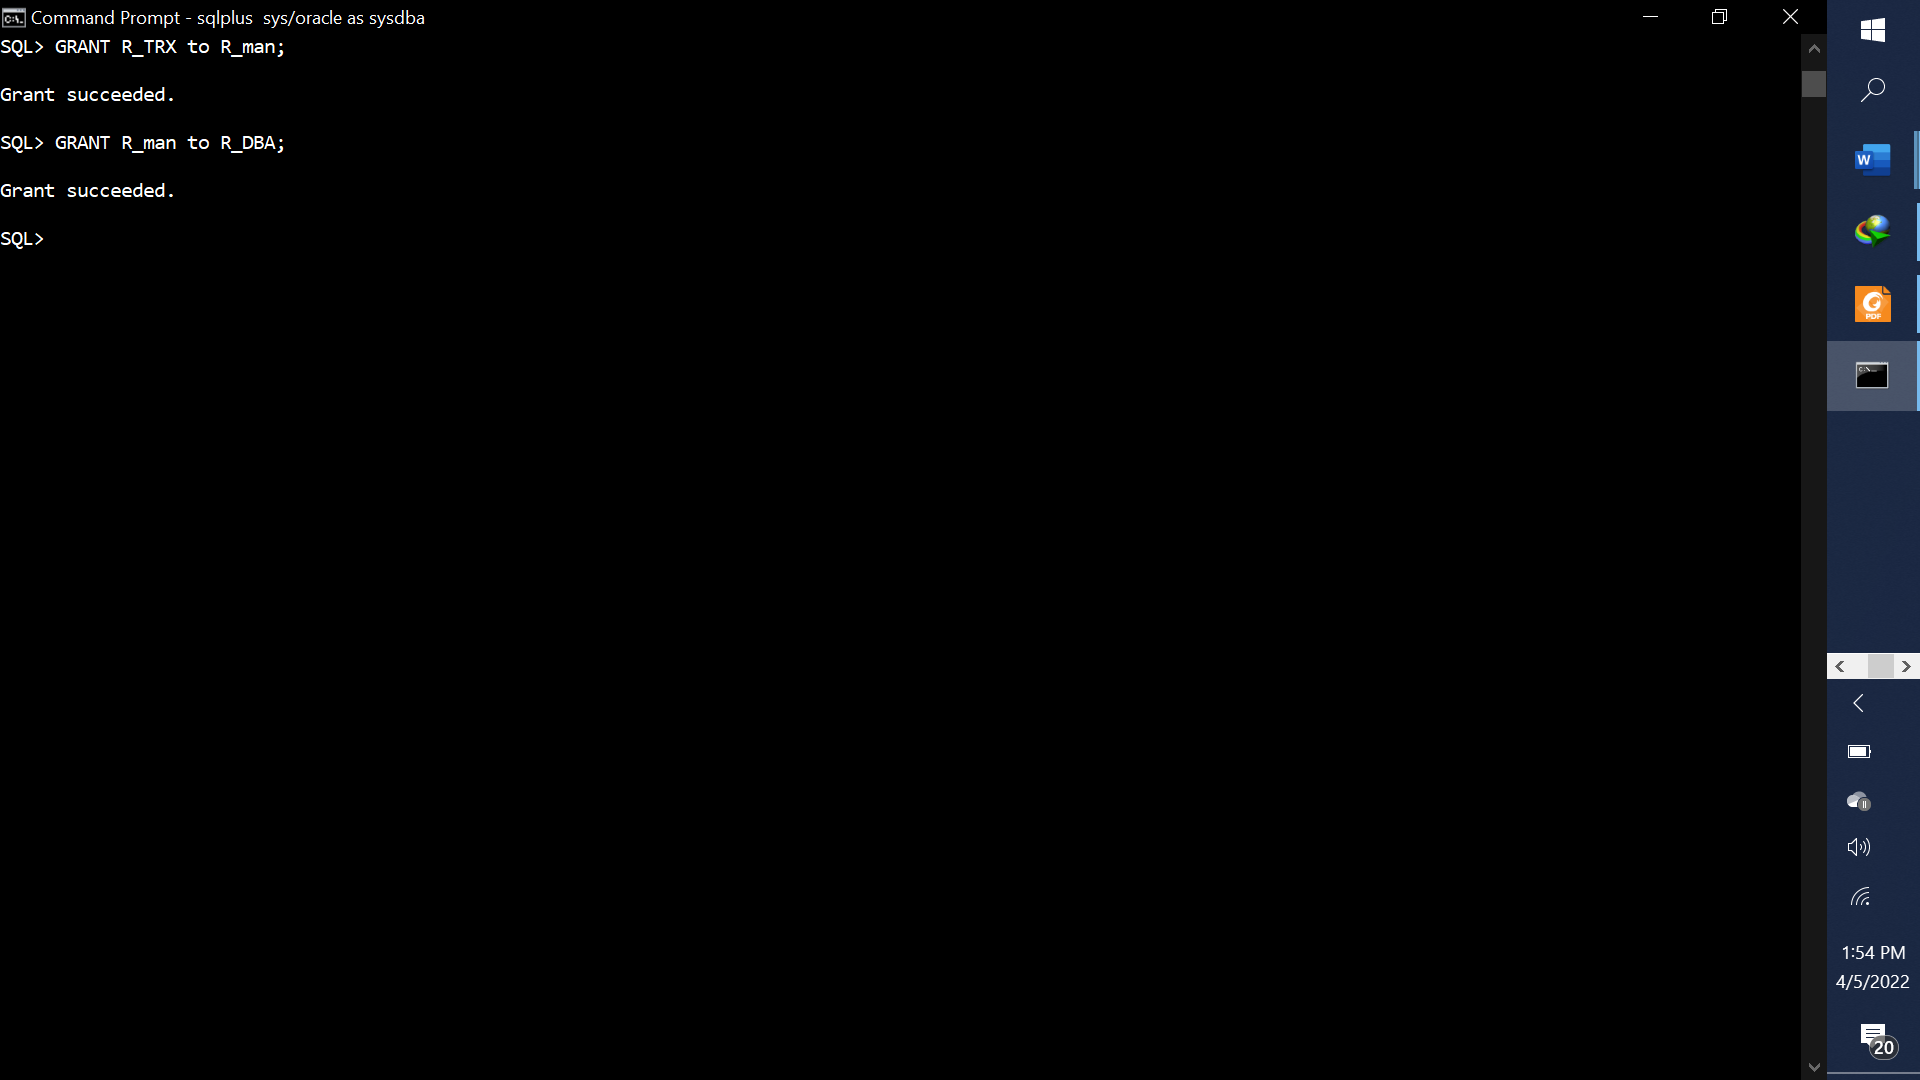 Command Prompt - sqlplus  sys/oracle as sysdba
SQL> GRANT R_TRX to R_man;
Grant succeeded.
SQL> GRANT R_man to R_DBA;
Grant succeeded.
SQL>
W
PDF
C:\
1:54 PM
4/5/2022
20